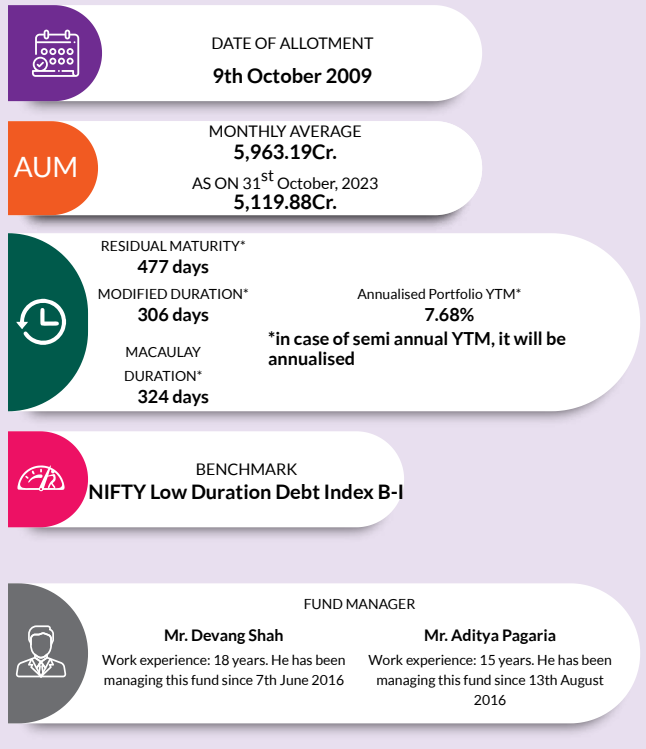 DATE OF ALLOTMENT
9th October 2009
AUM
MONTHLY AVERAGE
5,963.19Cr.
AS ON 31st October, 2023
5,119.88Cr.
RESIDUAL MATURITY*
477 days
MODIFIED DURATION*
306 days
MACAULAY
DURATION*
324 days
Annualised Portfolio YTM*
7.68%
*in case of semi annual YTM, it will be
annualised
BENCHMARK
NIFTY Low Duration Debt Index B-I
FUND MANAGER
Mr. Devang Shah
Work experience: 18 years. He has been
managing this fund since 7th June 2016
Mr. Aditya Pagaria
Work experience: 15 years. He has been
managing this fund since 13th August
2016